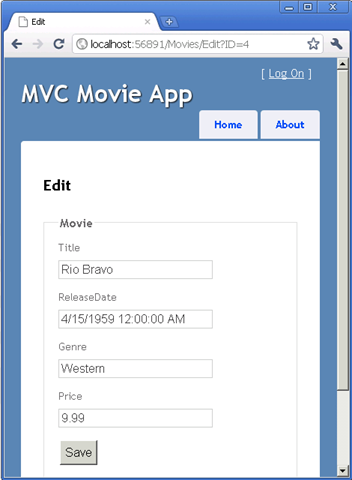 Edit
localhost:56891/Movies/Edit?ID=4
[ Log On ]
MVC Movie App
Home About
Edit
Movie
Title
Rio Bravo
ReleaseDate
4/15/1959 12:00:00 AM
Genre
Western
Price
9.99
Save